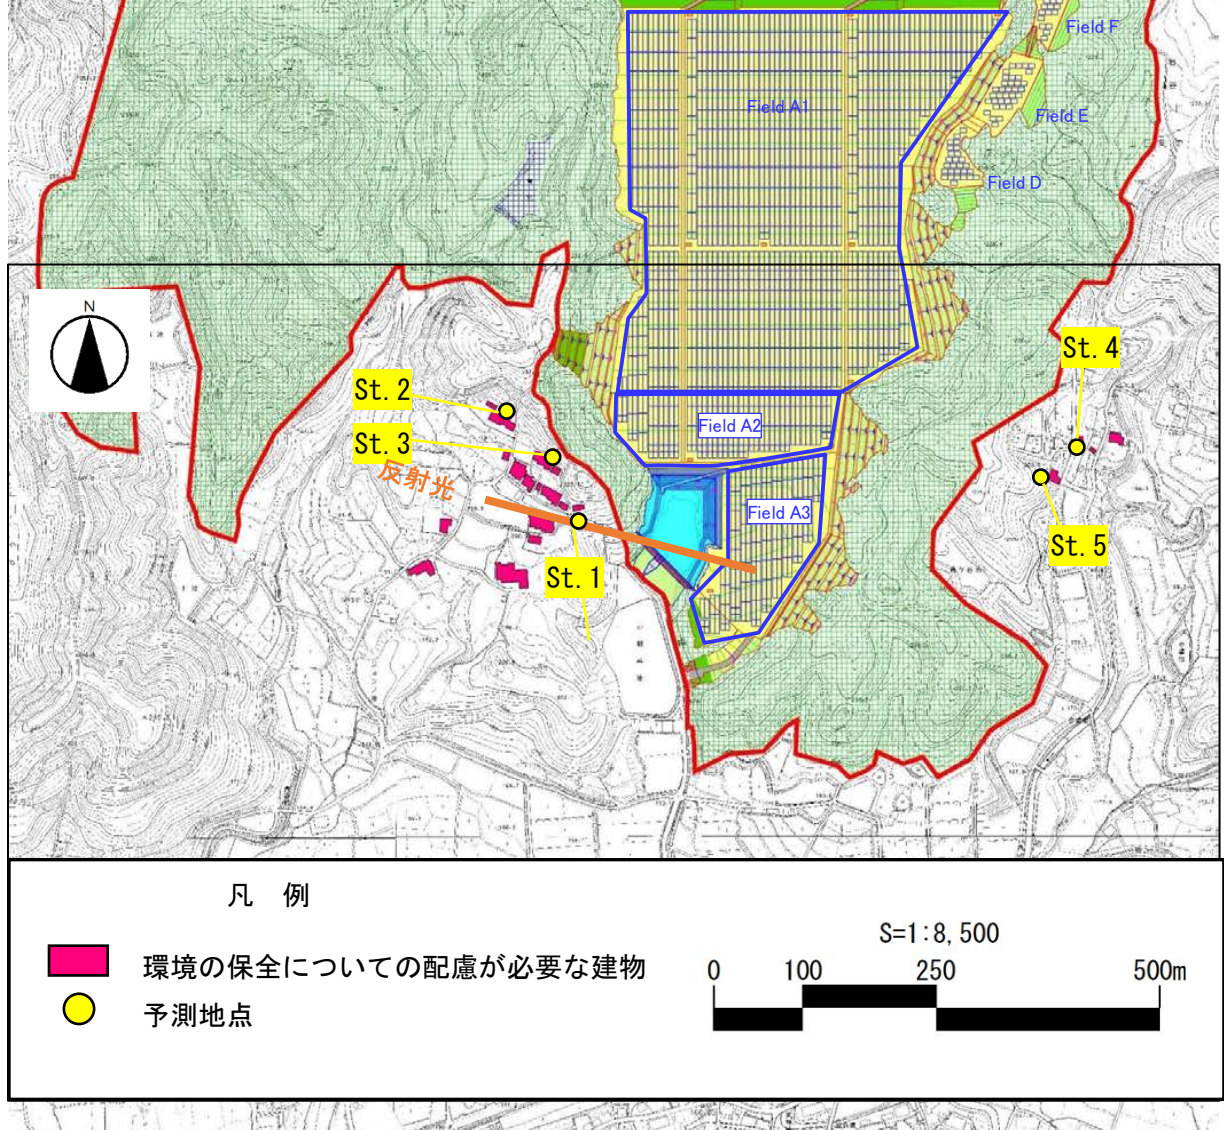 Field F
Field A1
Field E
Field D
N
St. 4
St. 2
Field A2
St. 3
反射光
Field A3
St. 5
St. 1
凡 例
S=1:8,500
環境の保全についての配慮が必要な建物
0 100 250 500m
予測地点